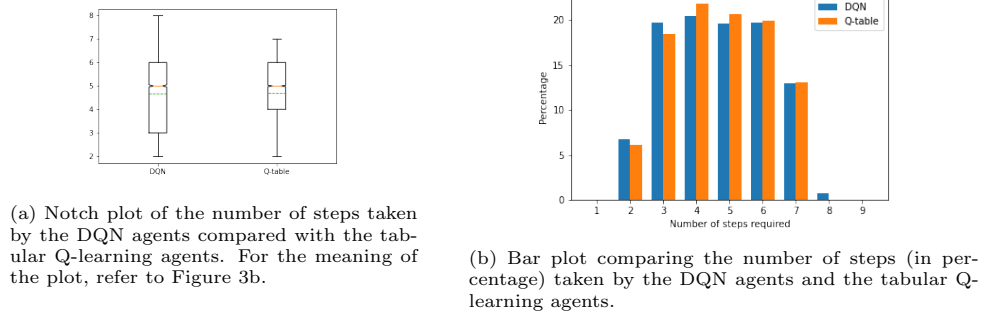 8
7
6
5
4
3
2
DQN
Q-table
(a) Notch plot of the number of steps taken
by the DQN agents compared with the tab-
ular Q-learning agents. For the meaning of
the plot, refer to Figure 3b.
DQN
Q-table
20
15
10
5
0
Percentage
1 2 3 4 5 6 7 8 9
Number of steps required
(b) Bar plot comparing the number of steps (in per-
centage) taken by the DQN agents and the tabular Q-
learning agents.